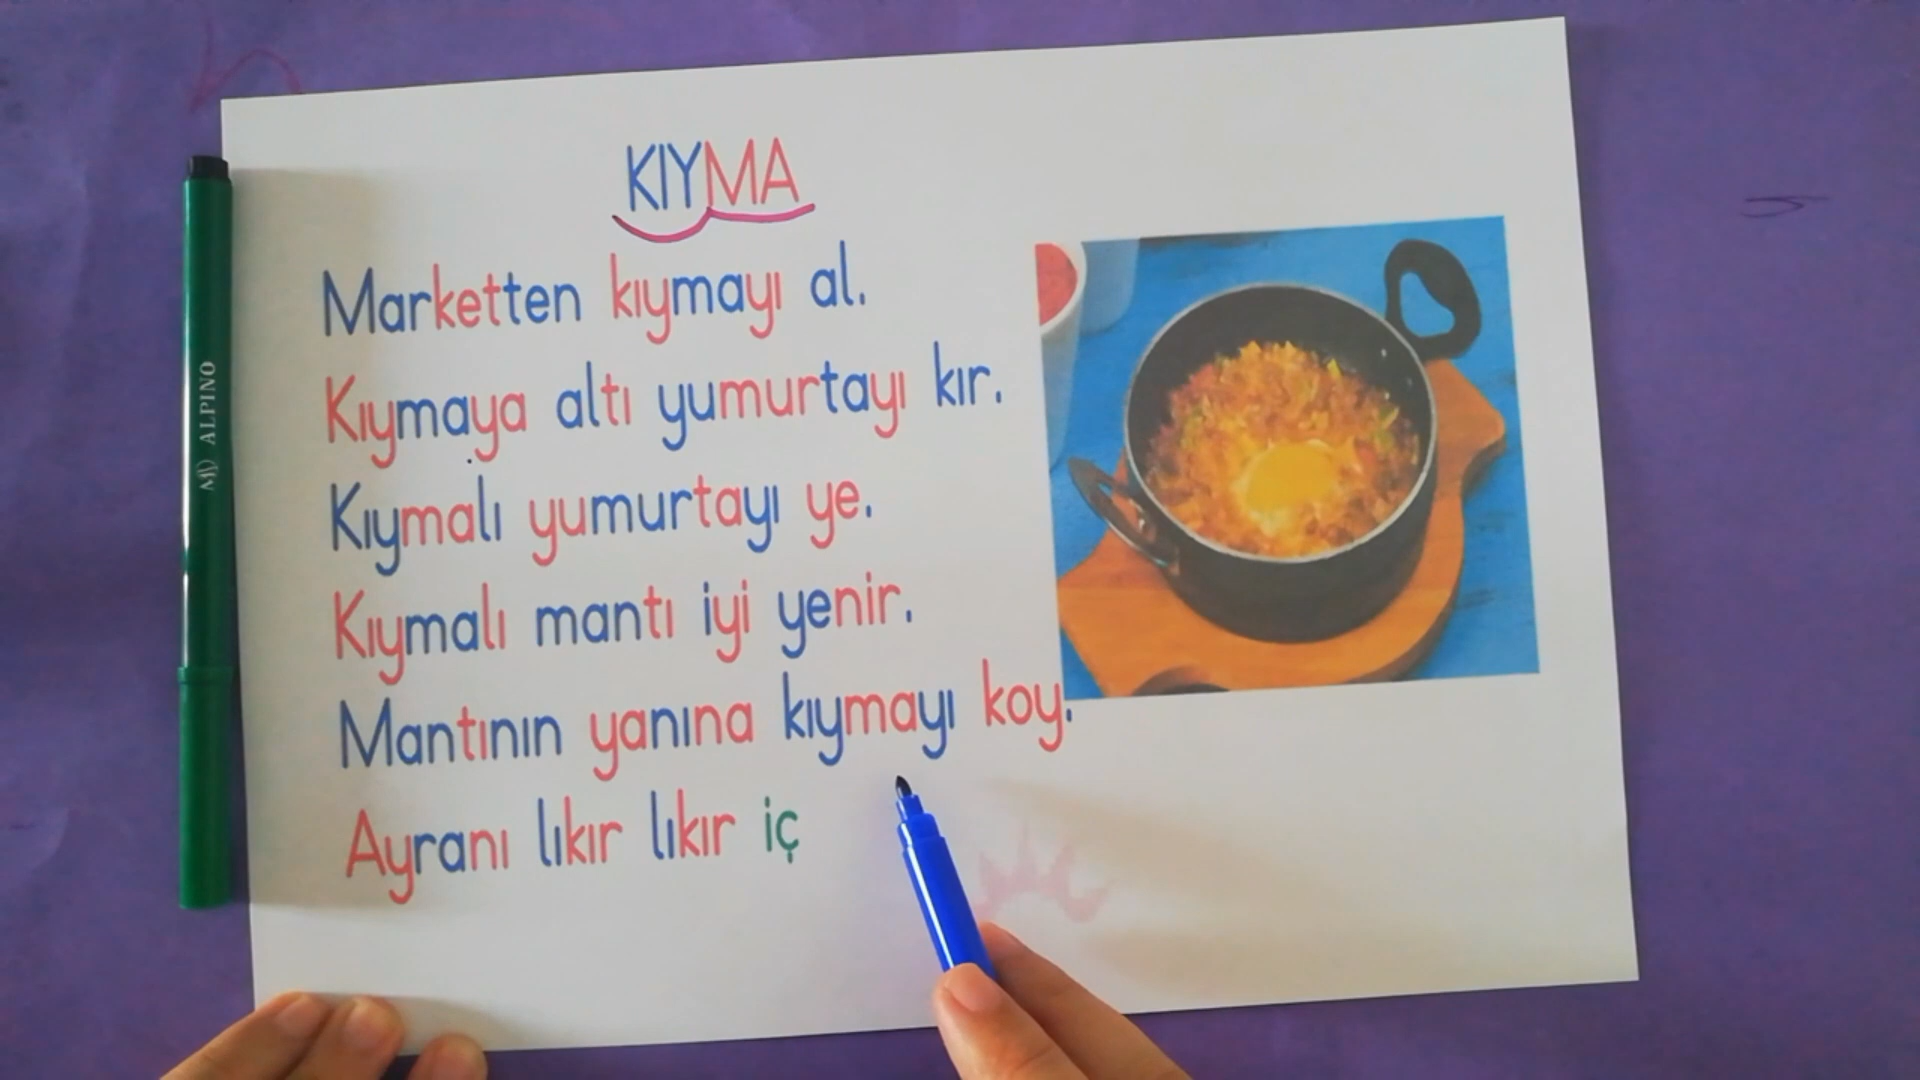 KIYMA
Marketten kıymayı al.
Kıymaya altı yumurtayı kır.
Kıymalı yumurtayı ye.
Kıymalı mantı iyi yenir.
Mantının yanına kıymayı koy.
Ayranı lıkır lıkır iç
ALPINO